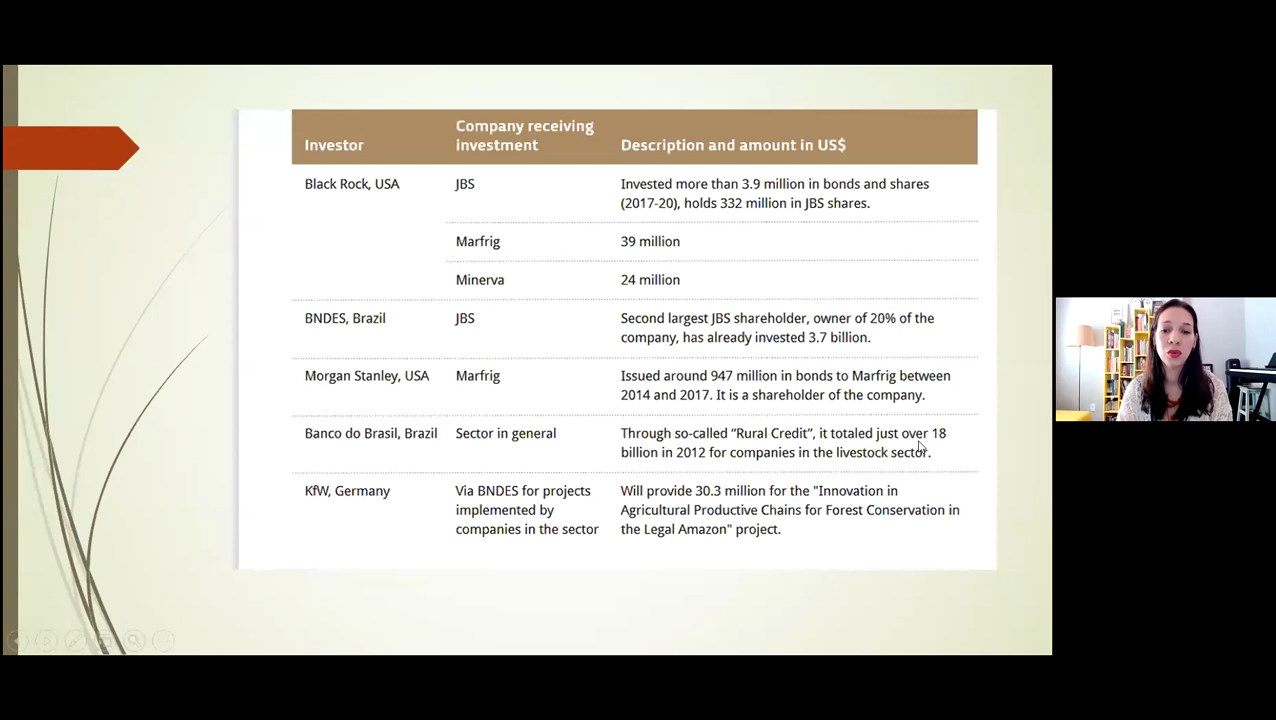 Investor
Company receiving
investment
Description and amount in US$
Black Rock, USA
JBS
Invested more than 3.9 million in bonds and shares
(2017-20), holds 332 million in JBS shares.
Marfrig
39 million
Minerva
24 million
BNDES, Brazil
JBS
Second largest JBS shareholder, owner of 20% of the
company, has already invested 3.7 billion.
Morgan Stanley, USA
Marfrig
Issued around 947 million in bonds to Marfrig between
2014 and 2017. It is a shareholder of the company.
Banco do Brasil, Brazil
Sector in general
Through so-called “Rural Credit”, it totaled just over 18
billion in 2012 for companies in the livestock sector.
KfW, Germany
Via BNDES for projects
implemented by
companies in the sector
Will provide 30.3 million for the "Innovation in
Agricultural Productive Chains for Forest Conservation in
the Legal Amazon" project.